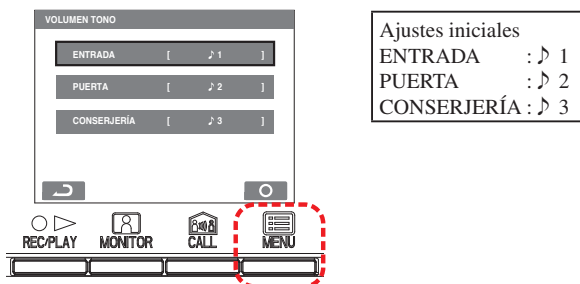 VOLUMEN TONO
ENTRADA [ ♪ 1 ]
PUERTA [ ♪ 2 ]
CONSERJERÍA [ ♪ 3 ]
REC/PLAY MONITOR CALL MENU
Ajustes iniciales
ENTRADA : ♪ 1
PUERTA : ♪ 2
CONSERJERÍA : ♪ 3